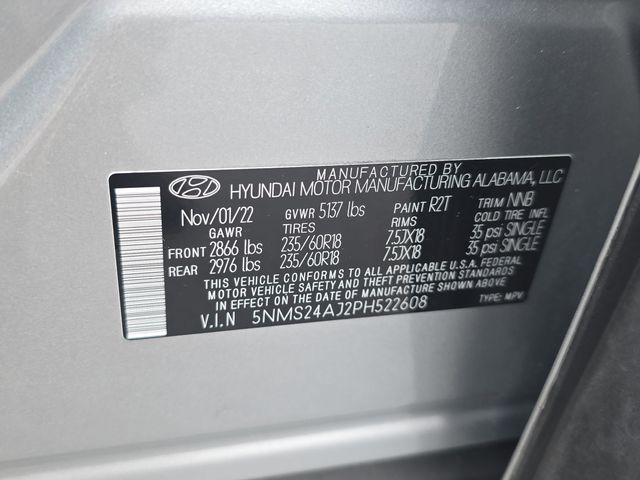 MANUFACTURED BY
HYUNDAI MOTOR MANUFACTURING ALABAMA, LLC
Nov/01/22 GVWR 5137 lbs PAINT R2T TRIM NNB
GAWR TIRES RIMS COLD TIRE INFL
FRONT 2866 lbs 235/60R18 7.5JX18 35 psi SINGLE
REAR 2976 lbs 235/60R18 7.5JX18 35 psi SINGLE
THIS VEHICLE CONFORMS TO ALL APPLICABLE U.S.A. FEDERAL
MOTOR VEHICLE SAFETY AND THEFT PREVENTION STANDARDS
IN EFFECT ON THE DATE OF MANUFACTURE SHOWN ABOVE
V.I.N 5NMS24AJ2PH522608 TYPE: MPV